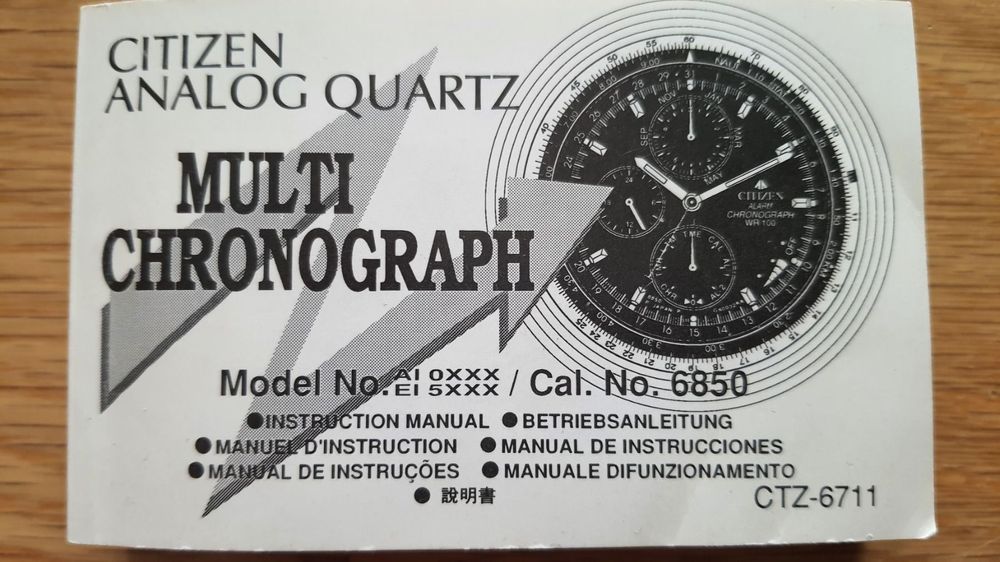 CITIZEN
ANALOG QUARTZ
MULTI
CHRONOGRAPH
CITIZEN
ALARM
CHRONOGRAPH
WR 100
Model No. AI 0XXX
EI 5XXX / Cal. No. 6850
●INSTRUCTION MANUAL ●BETRIEBSANLEITUNG
●MANUEL D'INSTRUCTION ●MANUAL DE INSTRUCCIONES
●MANUAL DE INSTRUÇÕES ●MANUALE DIFUNZIONAMENTO
● 説明書
CTZ-6711